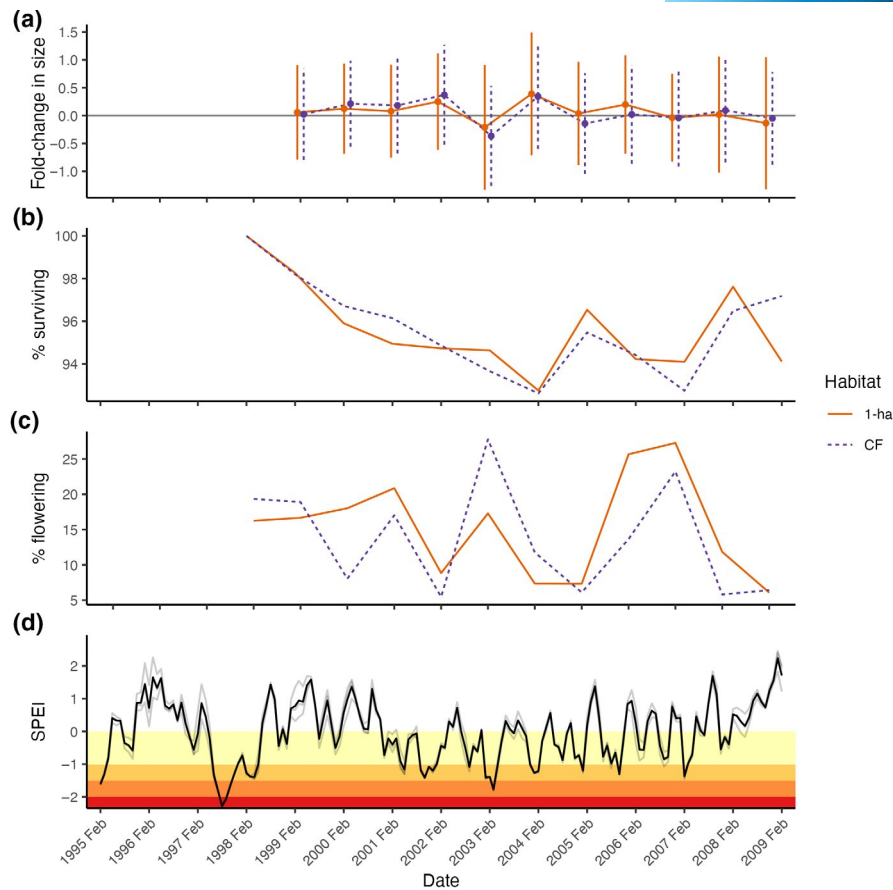 (a)
Fold-change in size
1.5
1.0
0.5
0.0
−0.5
−1.0
(b)
% surviving
100
98
96
94
(c)
% flowering
25
20
15
10
5
Habitat
1-ha
CF
(d)
SPEI
2
1
0
−1
−2
1995 Feb
1996 Feb
1997 Feb
1998 Feb
1999 Feb
2000 Feb
2001 Feb
2002 Feb
2003 Feb
2004 Feb
2005 Feb
2006 Feb
2007 Feb
2008 Feb
2009 Feb
Date